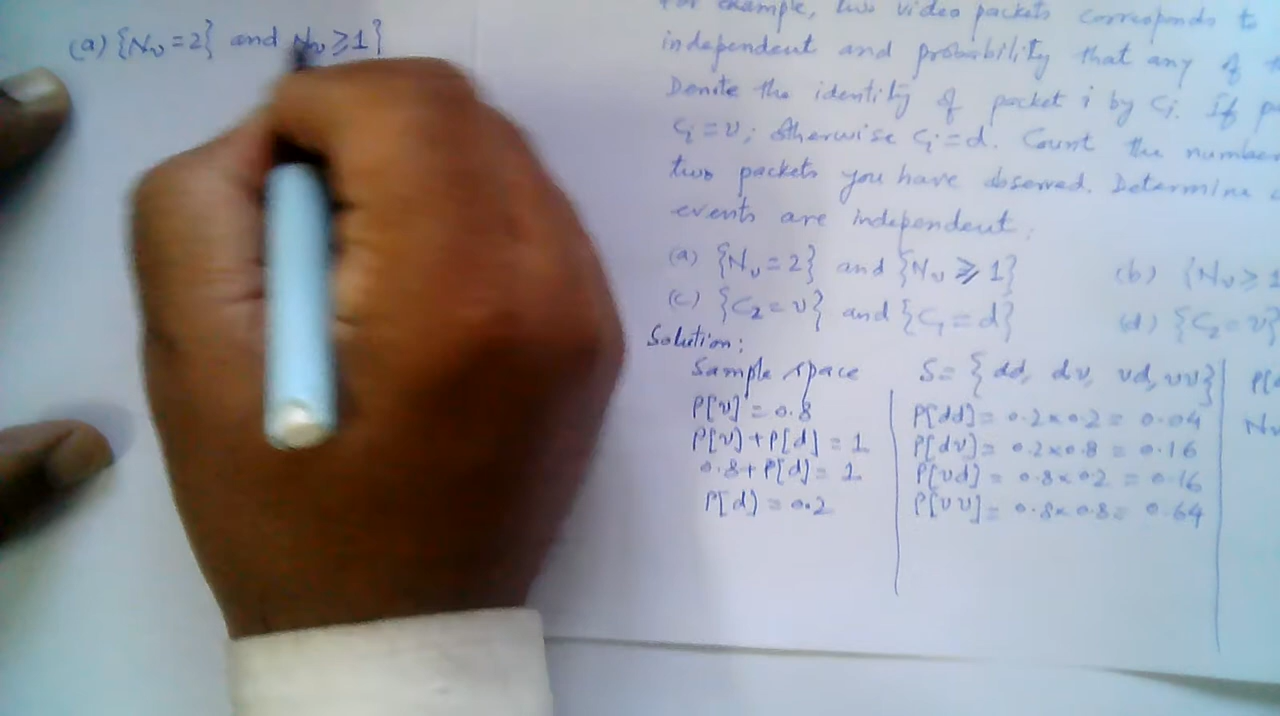 (a) {Nv=2} and Nv ≥1}
For example, two video packets corresponds to
independent and probability that any of
Denote the identity of packet i by Ci. If
Ci = v; otherwise Ci = d. Count the number
two packets you have observed. Determine
events are independent:
(a) {Nv = 2} and {Nv ≥ 1}
(b) {Nv ≥ 1
(c) {C2 = v} and {C1 = d}
(d) {C2 = v}
Solution:
Sample space S = {dd, dv, vd, vv}
P[v] = 0.8
P[v] + P[d] = 1
0.8 + P[d] = 1
P[d] = 0.2
P[dd] = 0.2×0.2 = 0.04
P[dv] = 0.2×0.8 = 0.16
P[vd] = 0.8×0.2 = 0.16
P[vv] = 0.8×0.8 = 0.64
Nv